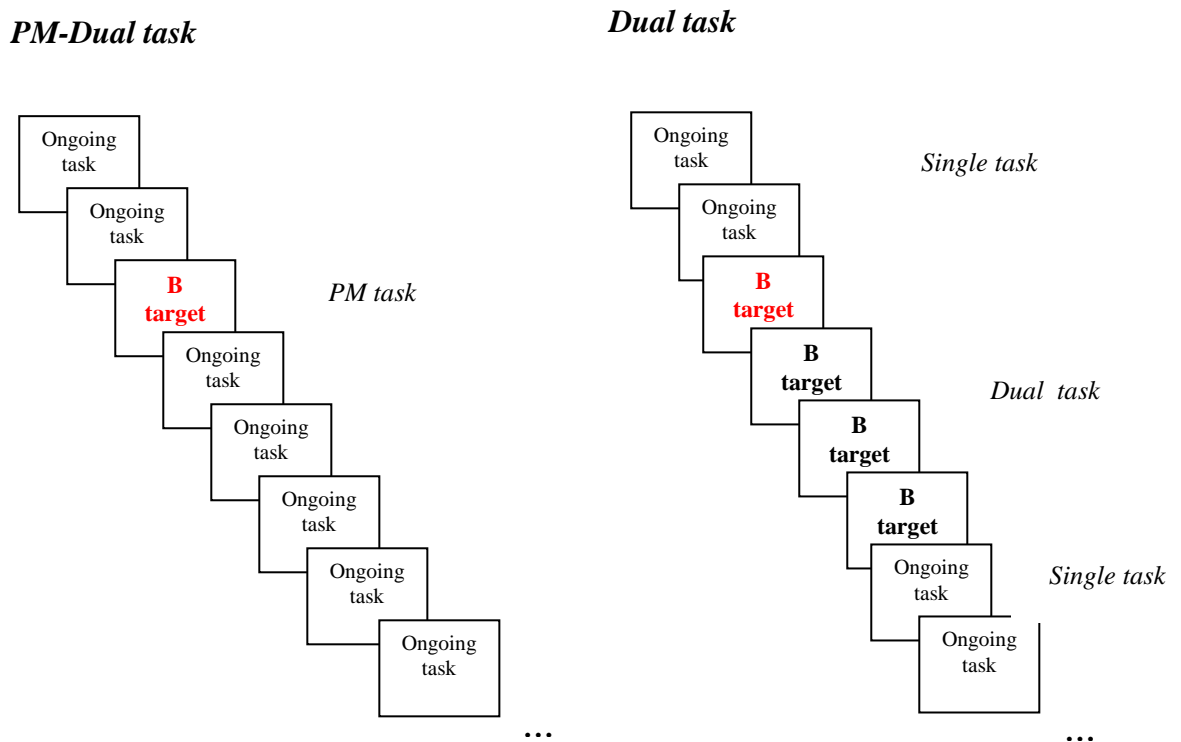 PM-Dual task
Ongoing
task
Ongoing
task
B
target
PM task
Ongoing
task
Ongoing
task
Ongoing
task
Ongoing
task
Ongoing
task
...
Dual task
Ongoing
task
Single task
Ongoing
task
B
target
B
target
Dual task
B
target
B
target
Ongoing
task
Single task
Ongoing
task
...